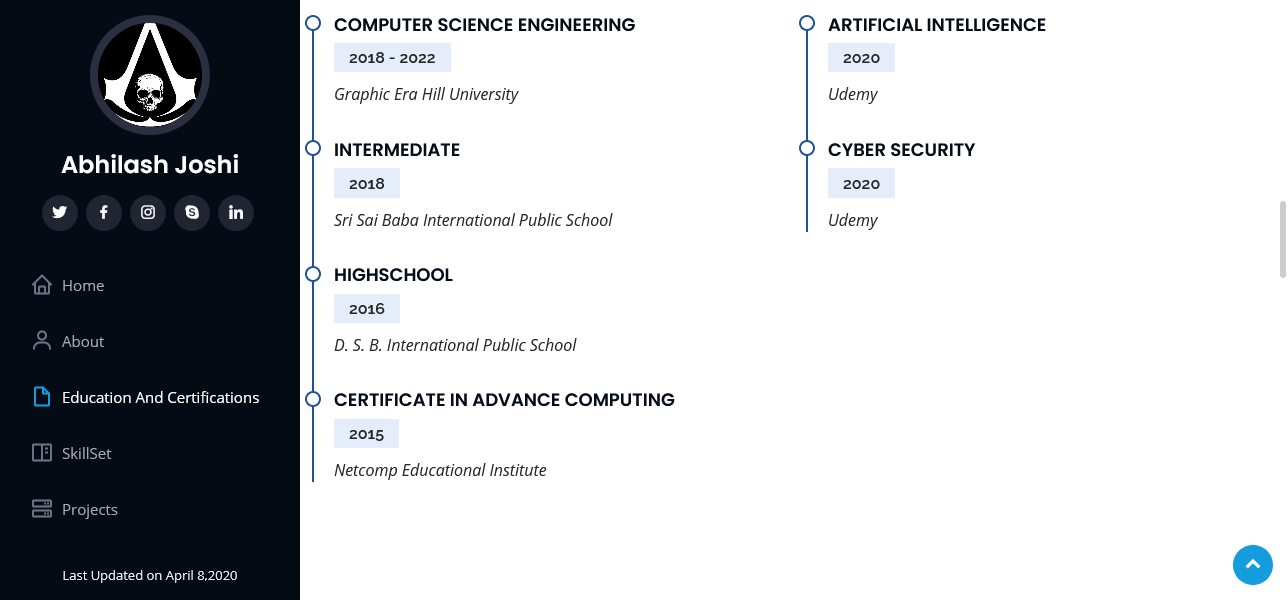 Abhilash Joshi
Home
About
Education And Certifications
SkillSet
Projects
Last Updated on April 8,2020
COMPUTER SCIENCE ENGINEERING
2018 - 2022
Graphic Era Hill University
INTERMEDIATE
2018
Sri Sai Baba International Public School
HIGHSCHOOL
2016
D. S. B. International Public School
CERTIFICATE IN ADVANCE COMPUTING
2015
Netcomp Educational Institute
ARTIFICIAL INTELLIGENCE
2020
Udemy
CYBER SECURITY
2020
Udemy